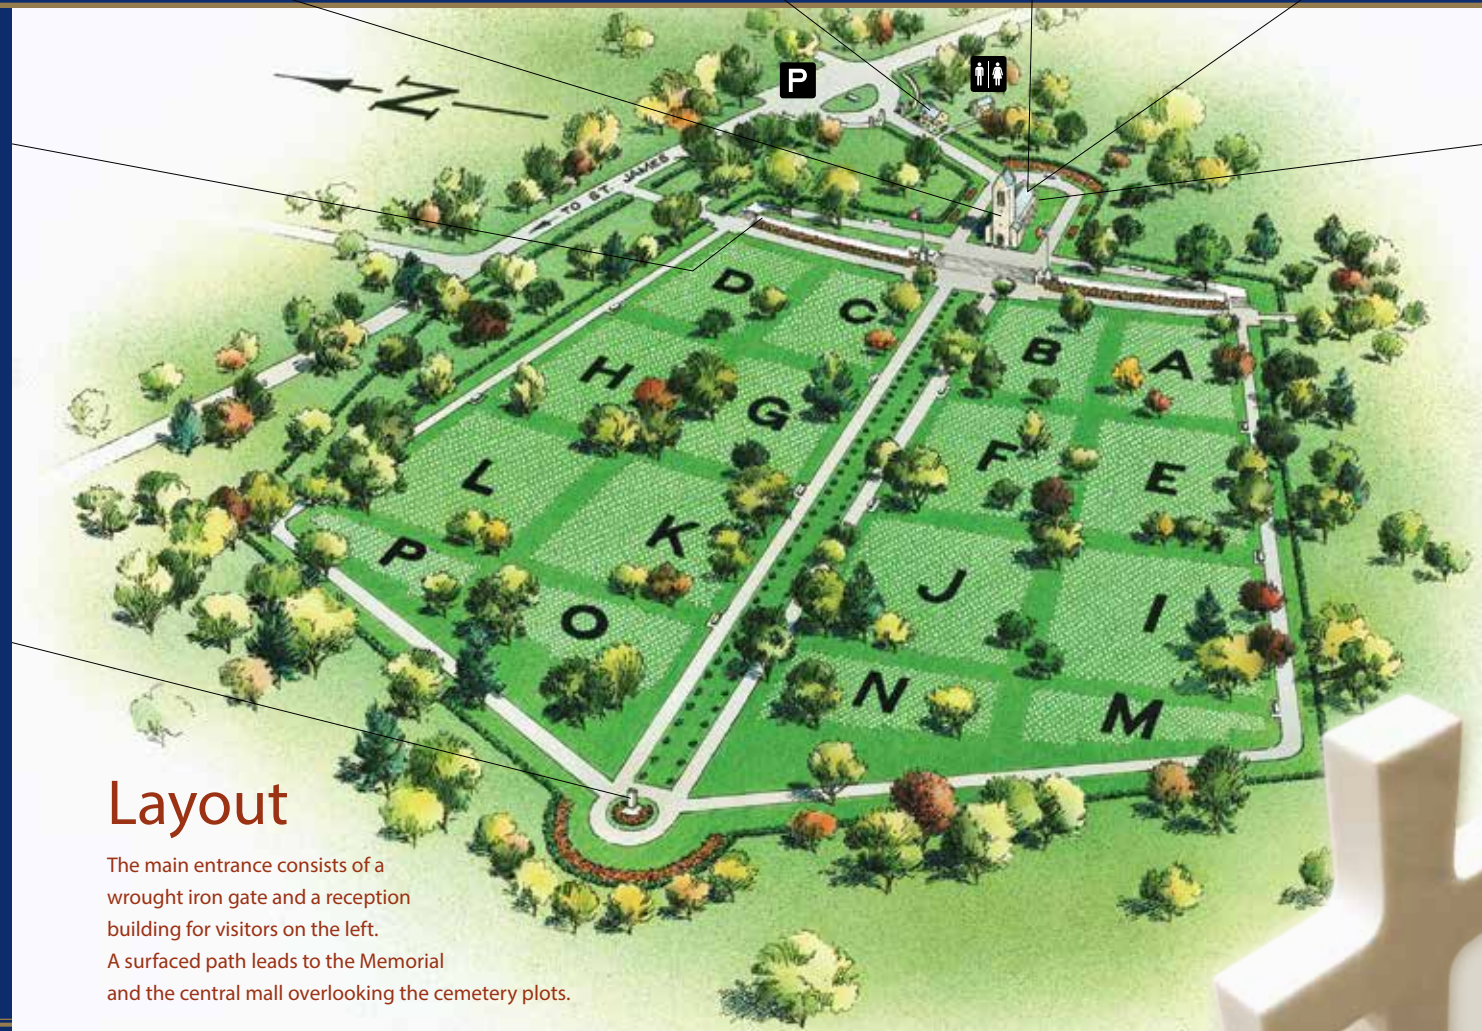 P
N
TO ST. JAMES
D
C
B
A
H
G
F
E
L
K
J
I
P
O
N
M
Layout
The main entrance consists of a
wrought iron gate and a reception
building for visitors on the left.
A surfaced path leads to the Memorial
and the central mall overlooking the cemetery plots.